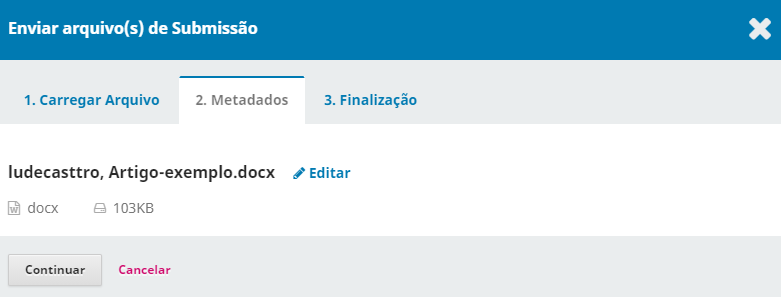 Enviar arquivo(s) de Submissão
1. Carregar Arquivo 2. Metadados 3. Finalização
ludecasttro, Artigo-exemplo.docx Editar
docx 103KB
Continuar Cancelar